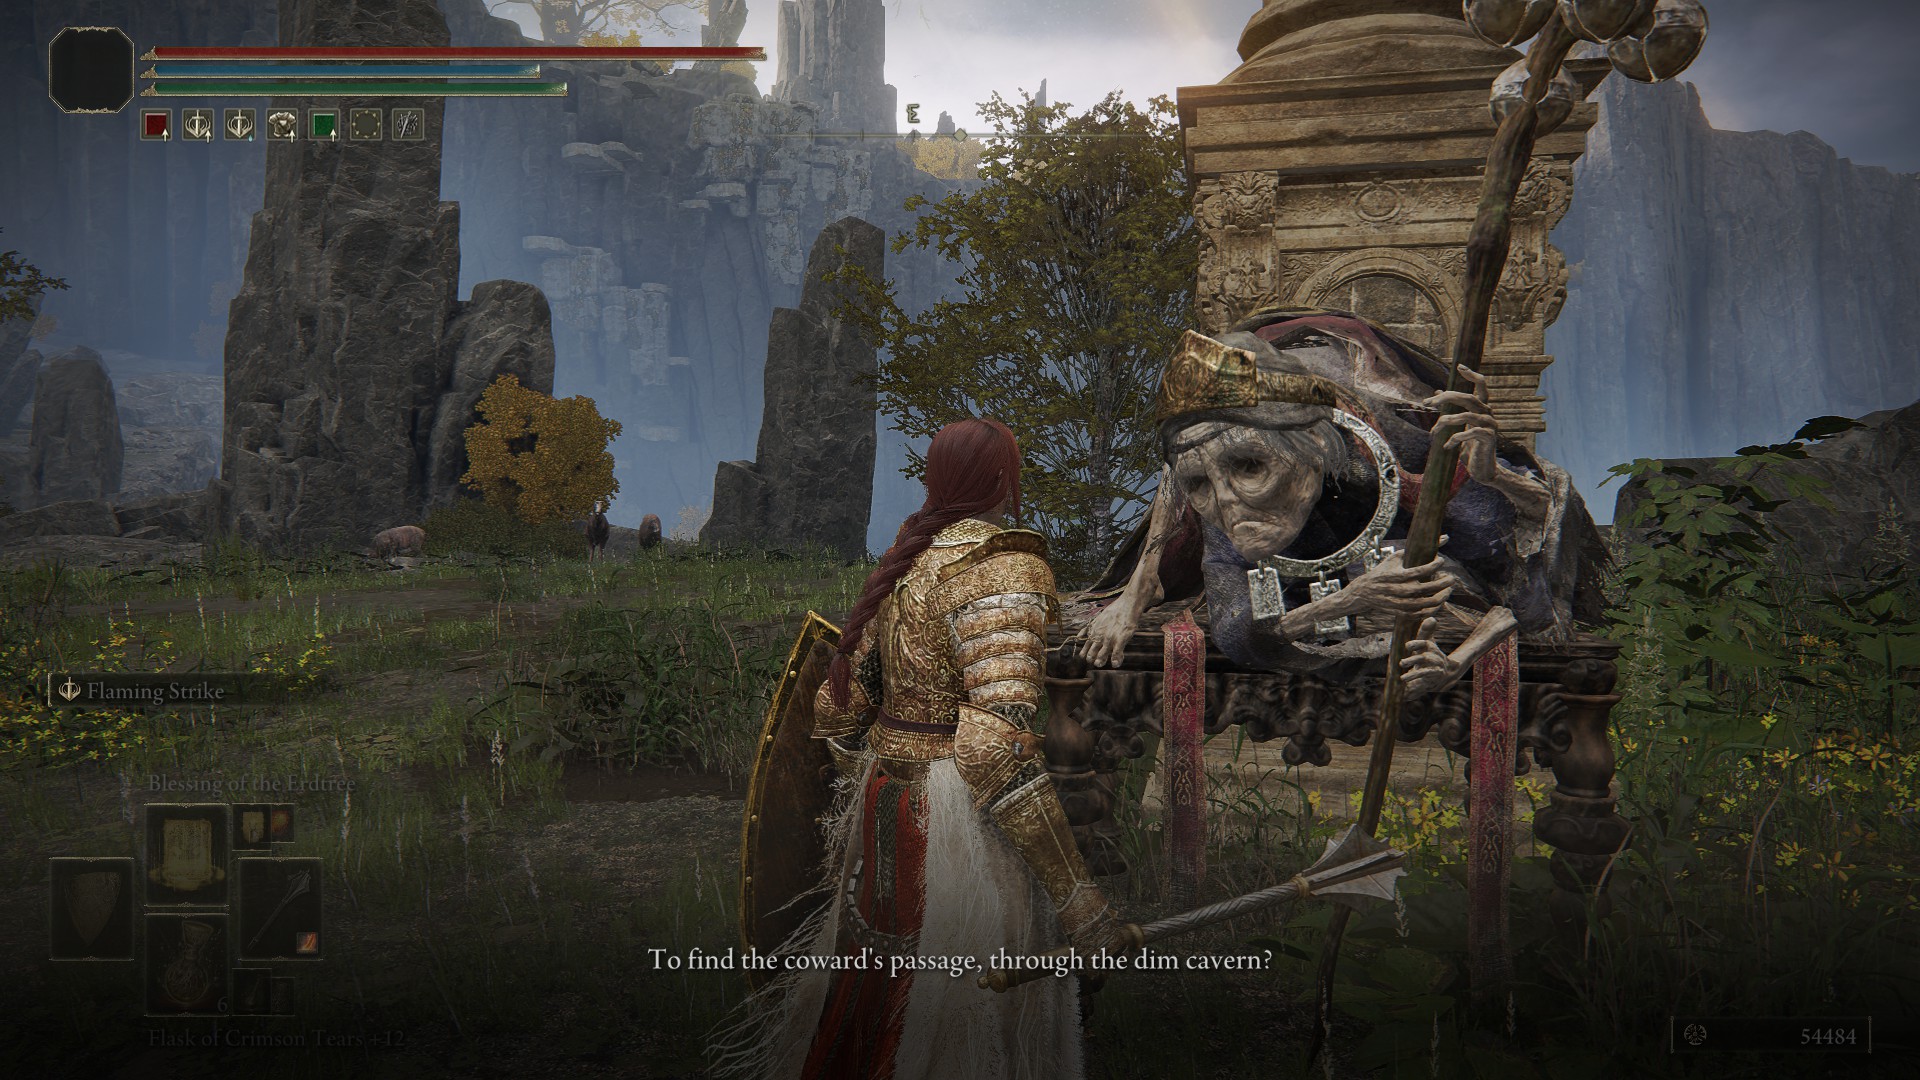 E
Flaming Strike
Blessing of the Erdtree
6
Flask of Crimson Tears +12
To find the coward's passage, through the dim cavern?
54484